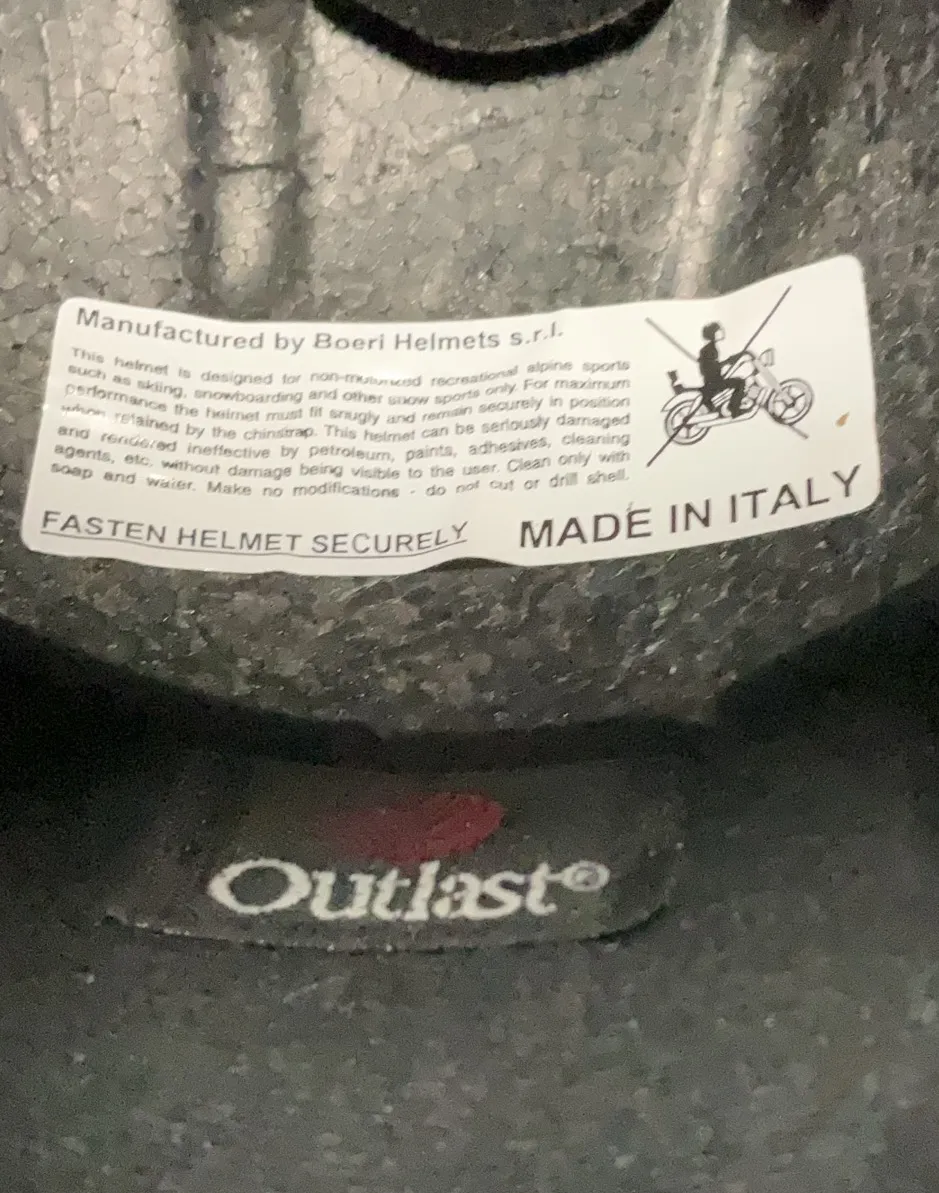 Manufactured by Boeri Helmets s.r.l.
This helmet is designed for non-motorized recreational alpine sports
such as skiing, snowboarding and other snow sports only. For maximum
performance the helmet must fit snugly and remain securely in position
when retained by the chinstrap. This helmet can be seriously damaged
and rendered ineffective by petroleum, paints, adhesives, cleaning
agents, etc. without damage being visible to the user. Clean only with
soap and water. Make no modifications - do not cut or drill shell.
FASTEN HELMET SECURELY
MADE IN ITALY
Outlast®